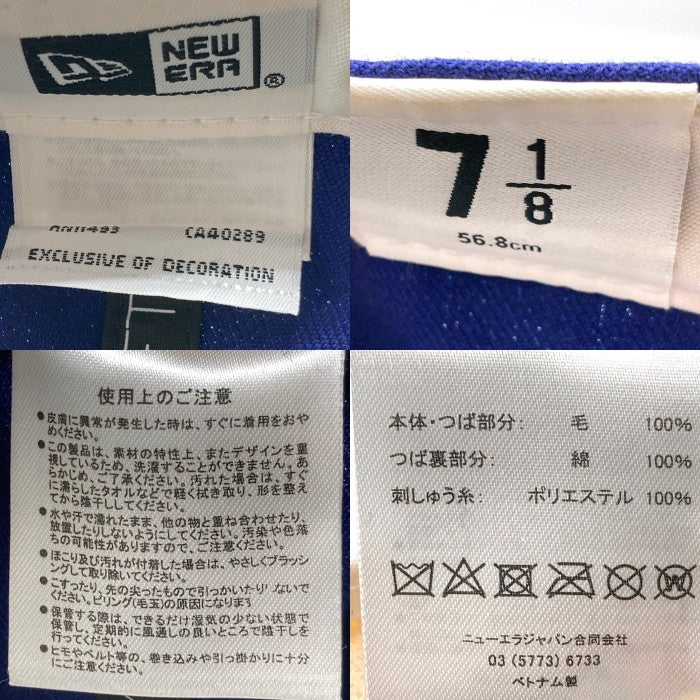 NEW
ERA
®
RN11493 CA40289
EXCLUSIVE OF DECORATION
7 1/8
56.8cm
使用上のご注意
●皮膚に異常が発生した時は、すぐに着用をおや
めください。
●この製品は、素材の特性上、またデザインを重
視しているため、洗濯することができません。あ
らかじめ、ご了承ください。汚れた場合は、す
ぐに濡らしたタオルなどで軽く拭き取り、形を整え
てから陰干ししてください。
●水や汗で濡れたまま、他の物と重ね合わせたり、
放置したりしないようにしてください。汚染や色落
ちの可能性がありますので、ご注意ください。
●ほこり及び汚れが付着した場合は、やさしくブラッシ
ングして取り除いてください。
●こすったり、先の尖ったもので引っかいたりしないで
ください。ピリング(毛玉)の原因になります
●保管する際は、できるだけ湿気の少ない状態で
保管し、定期的に風通しの良いところで陰干しを
行ってください。
●ヒモやベルト等の、巻き込みや引っ掛かりに十分
にご注意ください。
本体・つば部分: 毛 100%
つば裏部分: 綿 100%
刺しゅう糸: ポリエステル 100%
W
ニューエラジャパン合同会社
03 (5773) 6733
ベトナム製